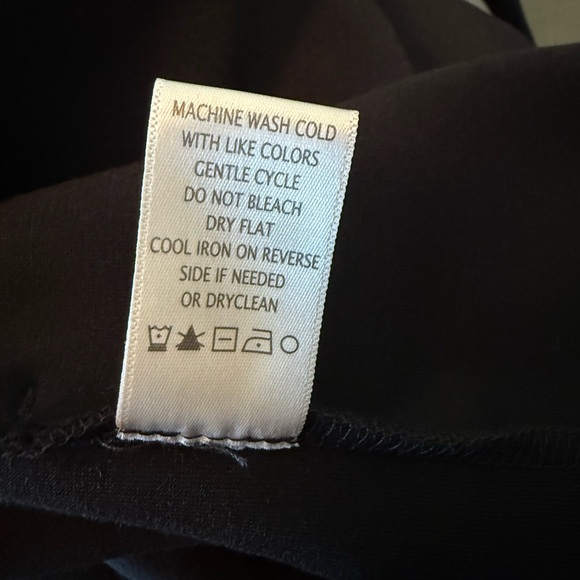 MACHINE WASH COLD
WITH LIKE COLORS
GENTLE CYCLE
DO NOT BLEACH
DRY FLAT
COOL IRON ON REVERSE
SIDE IF NEEDED
OR DRYCLEAN